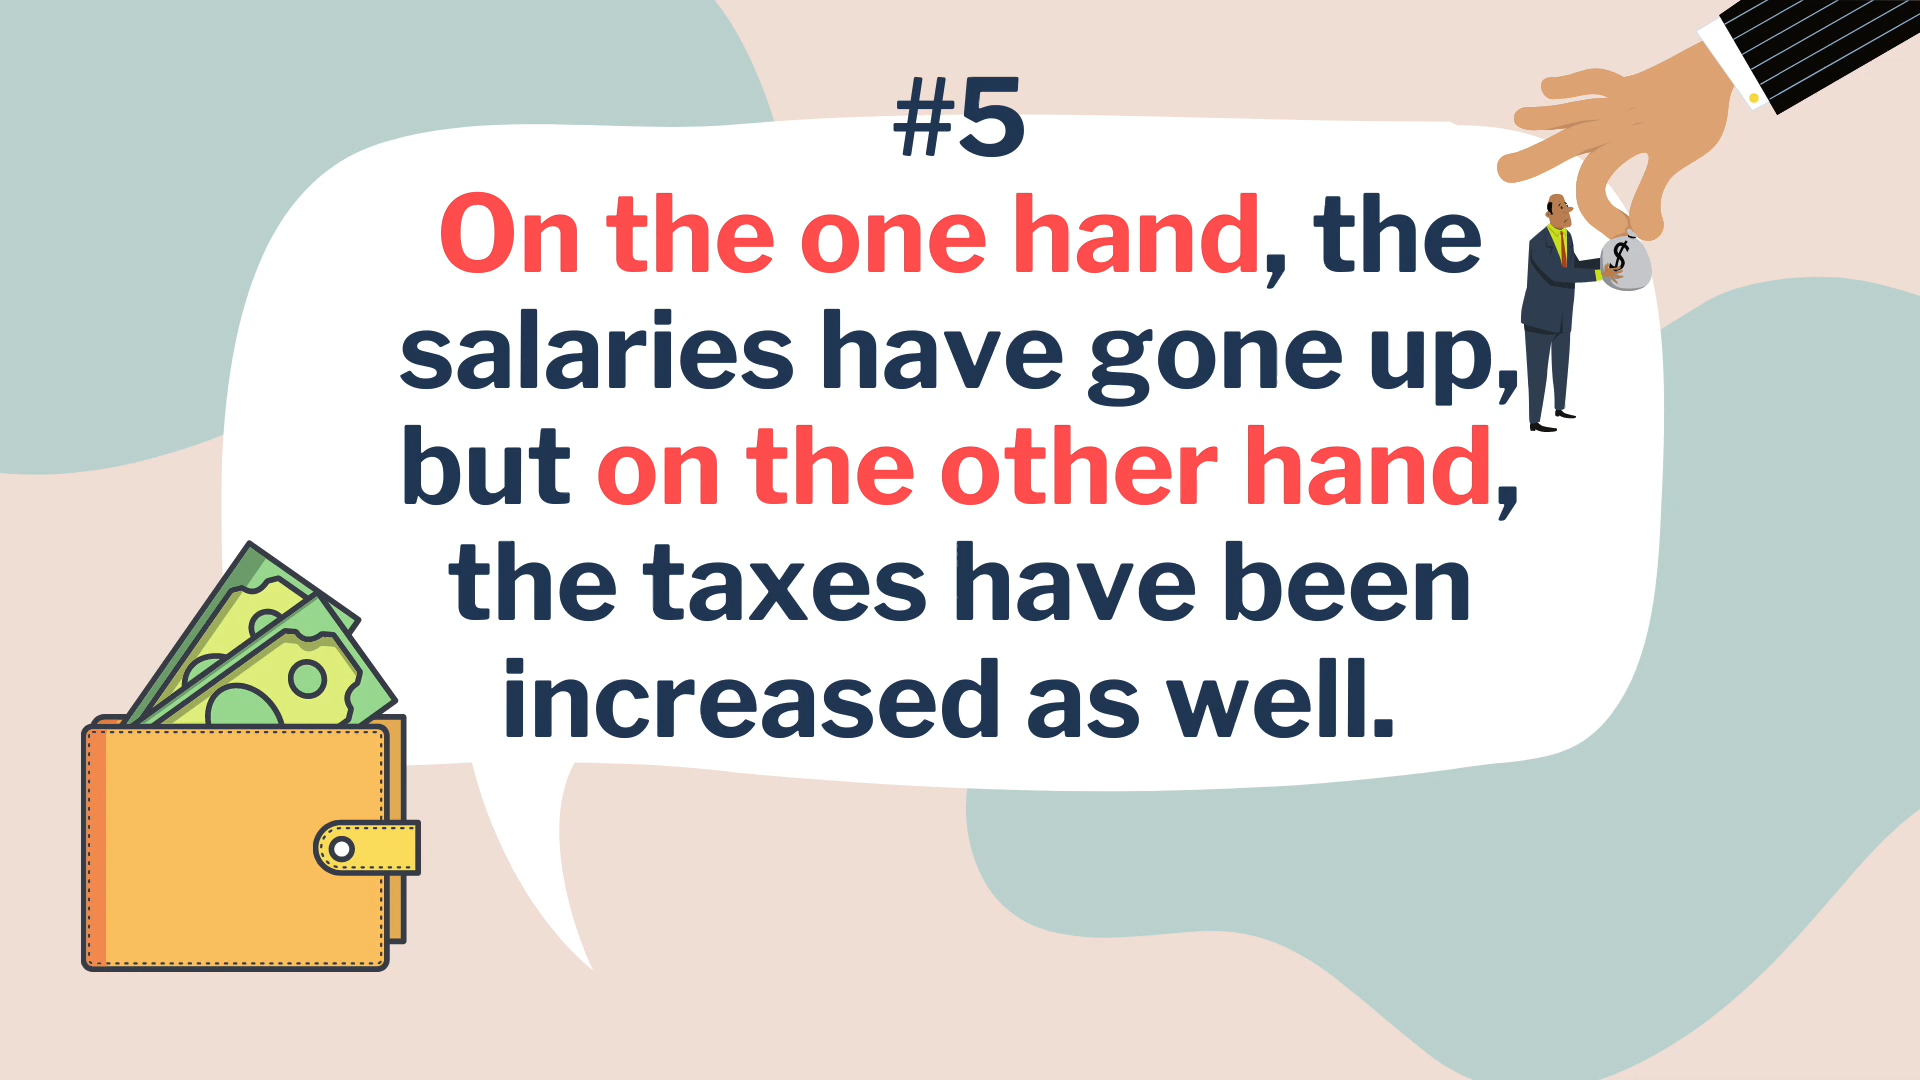 #5
On the one hand, the
salaries have gone up,
but on the other hand,
the taxes have been
increased as well.
$